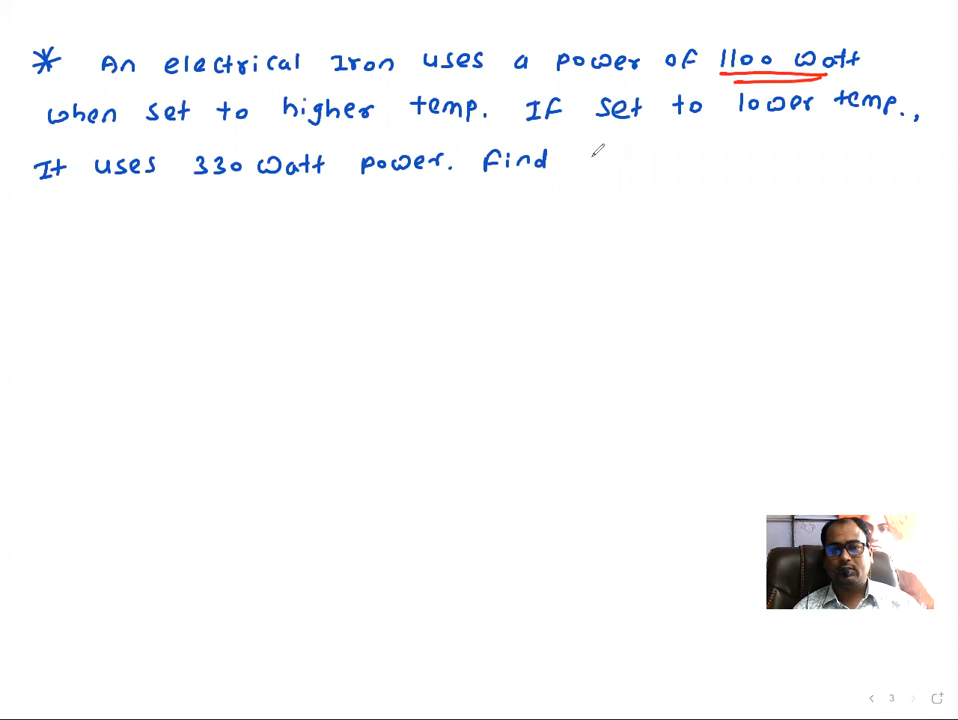 * An electrical Iron uses a power of 1100 watt
when set to higher temp. If set to lower temp.,
It uses 330 watt power. Find
3